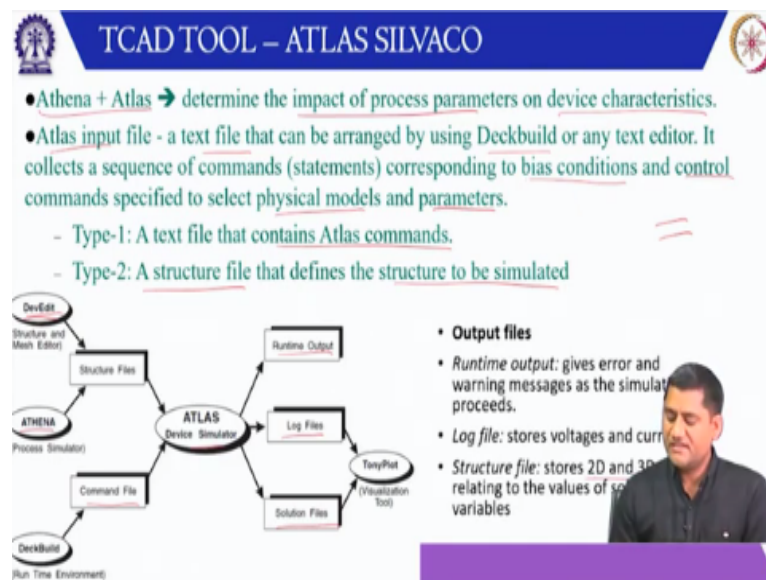 TCAD TOOL – ATLAS SILVACO
●Athena + Atlas ➔ determine the impact of process parameters on device characteristics.
●Atlas input file - a text file that can be arranged by using Deckbuild or any text editor. It
collects a sequence of commands (statements) corresponding to bias conditions and control
commands specified to select physical models and parameters.
– Type-1: A text file that contains Atlas commands.
– Type-2: A structure file that defines the structure to be simulated
DevEdit
(Structure and
Mesh Editor)
Structure Files
ATHENA
(Process Simulator)
Command File
DeckBuild
(Run Time Environment)
ATLAS
Device Simulator
Runtime Output
Log Files
Solution Files
TonyPlot
(Visualization
Tool)
• Output files
• Runtime output: gives error and
warning messages as the
proceeds.
• Log file: stores voltages and
• Structure file: stores 2D and
relating to the values of
variables